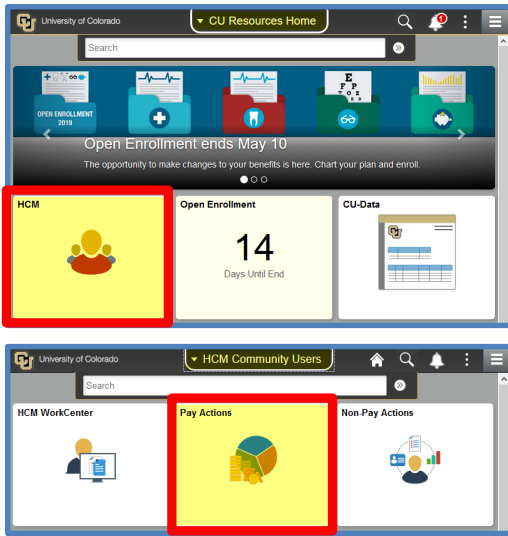 University of Colorado
CU Resources Home
1
Search
OPEN ENROLLMENT
2019
E
F P
T O Z
Open Enrollment ends May 10
The opportunity to make changes to your benefits is here. Chart your plan and enroll.
HCM
Open Enrollment
CU-Data
14
Days Until End
University of Colorado
HCM Community Users
Search
HCM WorkCenter
Pay Actions
Non-Pay Actions